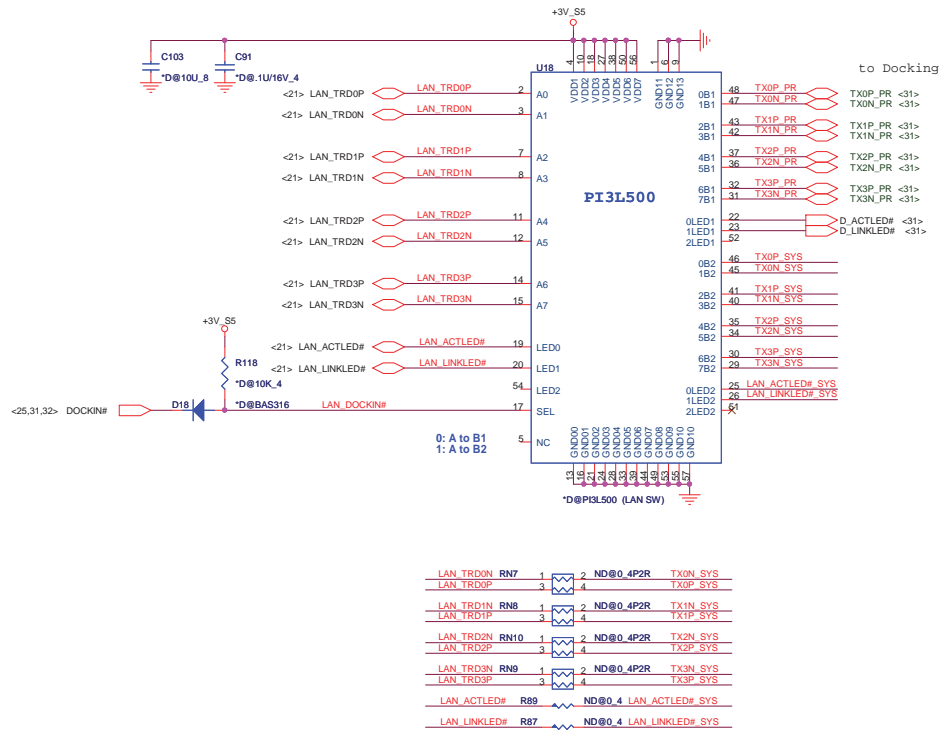 +3V_S5
C103
C91
*D@10U_8
*D@.1U/16V_4
4 10 18 27 38 50 56
1 6 9
U18
VDD1 VDD2 VDD3 VDD4 VDD5 VDD6 VDD7
GND11 GND12 GND13
to Docking
<21> LAN_TRD0P LAN_TRD0P 2 A0
<21> LAN_TRD0N LAN_TRD0N 3 A1
<21> LAN_TRD1P LAN_TRD1P 7 A2
<21> LAN_TRD1N LAN_TRD1N 8 A3
<21> LAN_TRD2P LAN_TRD2P 11 A4
<21> LAN_TRD2N LAN_TRD2N 12 A5
<21> LAN_TRD3P LAN_TRD3P 14 A6
<21> LAN_TRD3N LAN_TRD3N 15 A7
<21> LAN_ACTLED# LAN_ACTLED# 19 LED0
<21> LAN_LINKLED# LAN_LINKLED# 20 LED1
54 LED2
+3V_S5
R118
*D@10K_4
<25,31,32> DOCKIN# D18 *D@BAS316 LAN_DOCKIN# 17 SEL
5 NC
0: A to B1
1: A to B2
PI3L500
0B1 48 TX0P_PR TX0P_PR <31>
1B1 47 TX0N_PR TX0N_PR <31>
2B1 43 TX1P_PR TX1P_PR <31>
3B1 42 TX1N_PR TX1N_PR <31>
4B1 37 TX2P_PR TX2P_PR <31>
5B1 36 TX2N_PR TX2N_PR <31>
6B1 32 TX3P_PR TX3P_PR <31>
7B1 31 TX3N_PR TX3N_PR <31>
0LED1 22 D_ACTLED# <31>
1LED1 23 D_LINKLED# <31>
2LED1 52
0B2 46 TX0P_SYS
1B2 45 TX0N_SYS
2B2 41 TX1P_SYS
3B2 40 TX1N_SYS
4B2 35 TX2P_SYS
5B2 34 TX2N_SYS
6B2 30 TX3P_SYS
7B2 29 TX3N_SYS
0LED2 25 LAN_ACTLED#_SYS
1LED2 26 LAN_LINKLED#_SYS
2LED2 51
GND00 GND01 GND02 GND03 GND04 GND05 GND06 GND07 GND08 GND09 GND10 GND10
13 16 21 24 28 33 39 44 49 53 55 57
*D@PI3L500 (LAN SW)
LAN_TRD0N RN7 1 2 ND@0_4P2R TX0N_SYS
LAN_TRD0P 3 4 TX0P_SYS
LAN_TRD1N RN8 1 2 ND@0_4P2R TX1N_SYS
LAN_TRD1P 3 4 TX1P_SYS
LAN_TRD2N RN10 1 2 ND@0_4P2R TX2N_SYS
LAN_TRD2P 3 4 TX2P_SYS
LAN_TRD3N RN9 1 2 ND@0_4P2R TX3N_SYS
LAN_TRD3P 3 4 TX3P_SYS
LAN_ACTLED# R89 ND@0_4 LAN_ACTLED#_SYS
LAN_LINKLED# R87 ND@0_4 LAN_LINKLED#_SYS